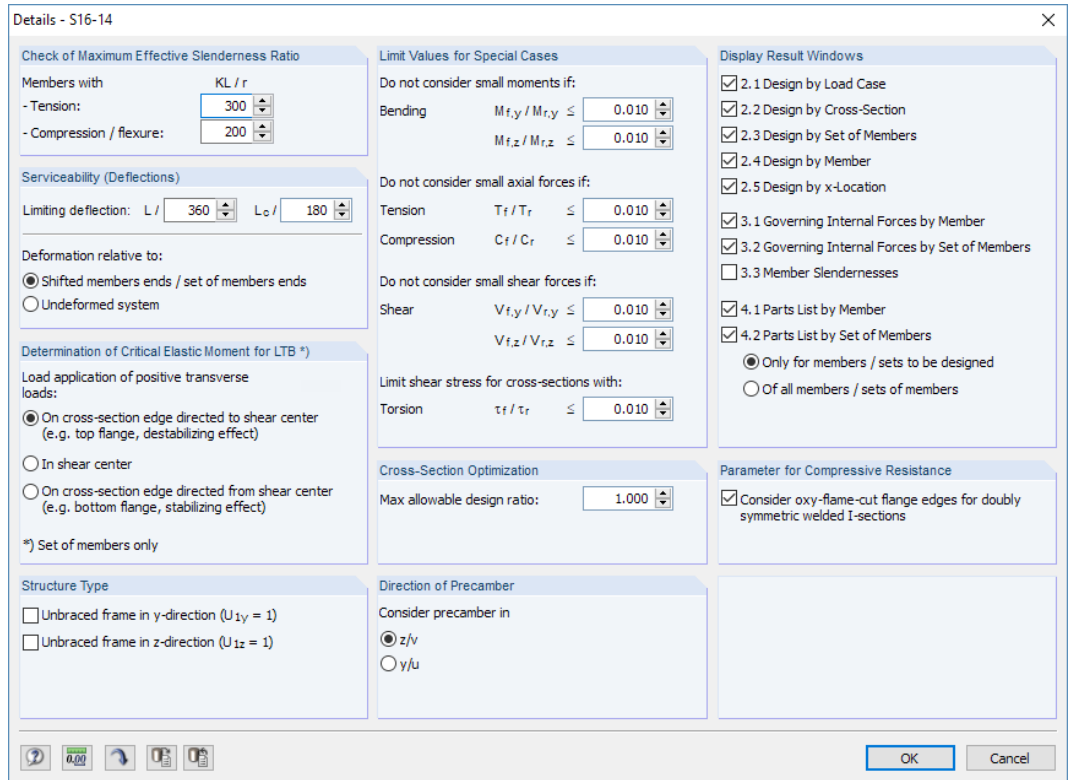 Details - S16-14
Check of Maximum Effective Slenderness Ratio
Members with KL / r
- Tension: 300
- Compression / flexure: 200
Serviceability (Deflections)
Limiting deflection: L / 360 Lc / 180
Deformation relative to:
Shifted members ends / set of members ends
Undeformed system
Determination of Critical Elastic Moment for LTB *)
Load application of positive transverse
loads:
On cross-section edge directed to shear center
(e.g. top flange, destabilizing effect)
In shear center
On cross-section edge directed from shear center
(e.g. bottom flange, stabilizing effect)
*) Set of members only
Structure Type
Unbraced frame in y-direction (U1y = 1)
Unbraced frame in z-direction (U1z = 1)
Limit Values for Special Cases
Do not consider small moments if:
Bending Mf,y / Mr,y ≤ 0.010
Mf,z / Mr,z ≤ 0.010
Do not consider small axial forces if:
Tension Tf / Tr ≤ 0.010
Compression Cf / Cr ≤ 0.010
Do not consider small shear forces if:
Shear Vf,y / Vr,y ≤ 0.010
Vf,z / Vr,z ≤ 0.010
Limit shear stress for cross-sections with:
Torsion τf / τr ≤ 0.010
Cross-Section Optimization
Max allowable design ratio: 1.000
Direction of Precamber
Consider precamber in
z/v
y/u
Display Result Windows
2.1 Design by Load Case
2.2 Design by Cross-Section
2.3 Design by Set of Members
2.4 Design by Member
2.5 Design by x-Location
3.1 Governing Internal Forces by Member
3.2 Governing Internal Forces by Set of Members
3.3 Member Slendernesses
4.1 Parts List by Member
4.2 Parts List by Set of Members
Only for members / sets to be designed
Of all members / sets of members
Parameter for Compressive Resistance
Consider oxy-flame-cut flange edges for doubly
symmetric welded I-sections
0.00
OK Cancel